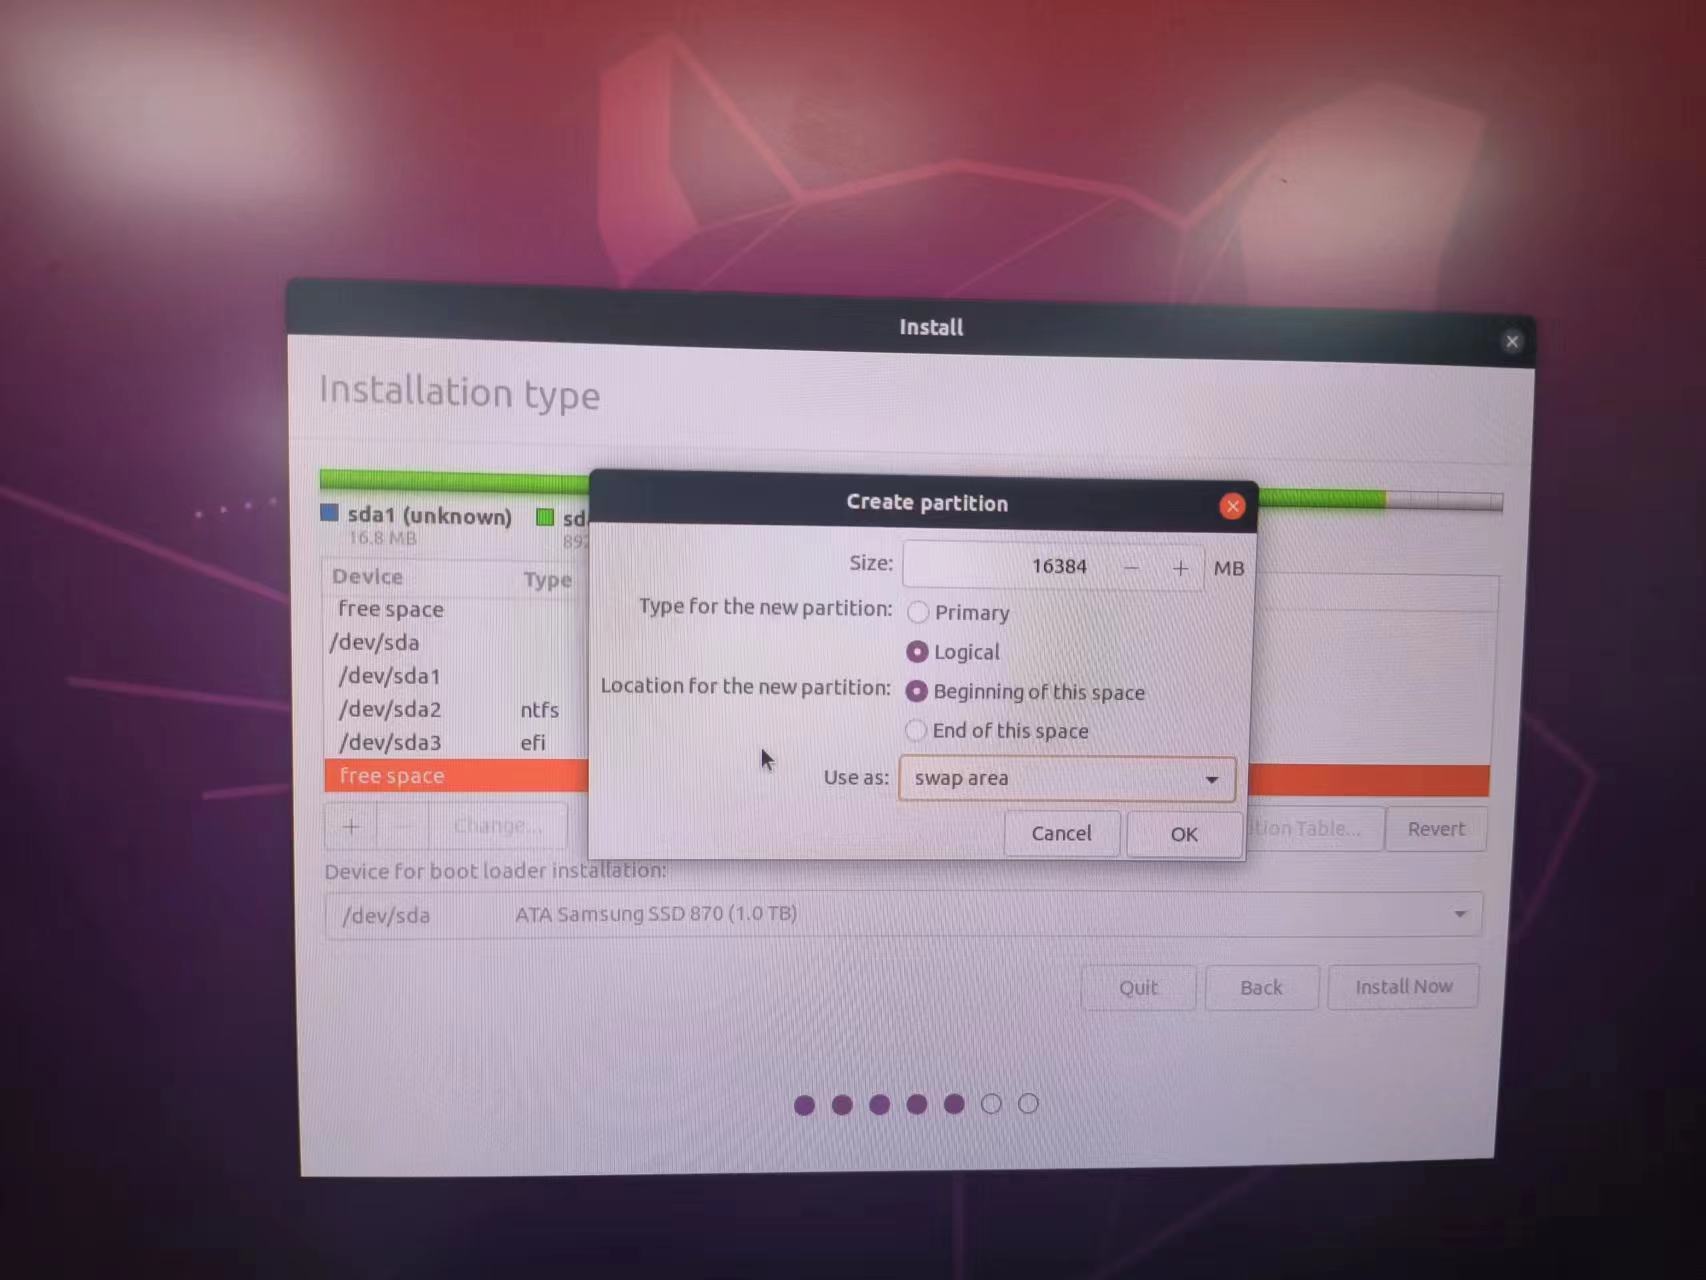 Install
Installation type
Create partition
sda1 (unknown)
16.8 MB
Size: 16384 MB
Type for the new partition: Primary
Logical
Location for the new partition: Beginning of this space
End of this space
Use as: swap area
Cancel OK
Device Type
free space
/dev/sda
/dev/sda1
/dev/sda2 ntfs
/dev/sda3 efi
free space
+ — Change... Table... Revert
Device for boot loader installation:
/dev/sda ATA Samsung SSD 870 (1.0 TB)
Quit Back Install Now